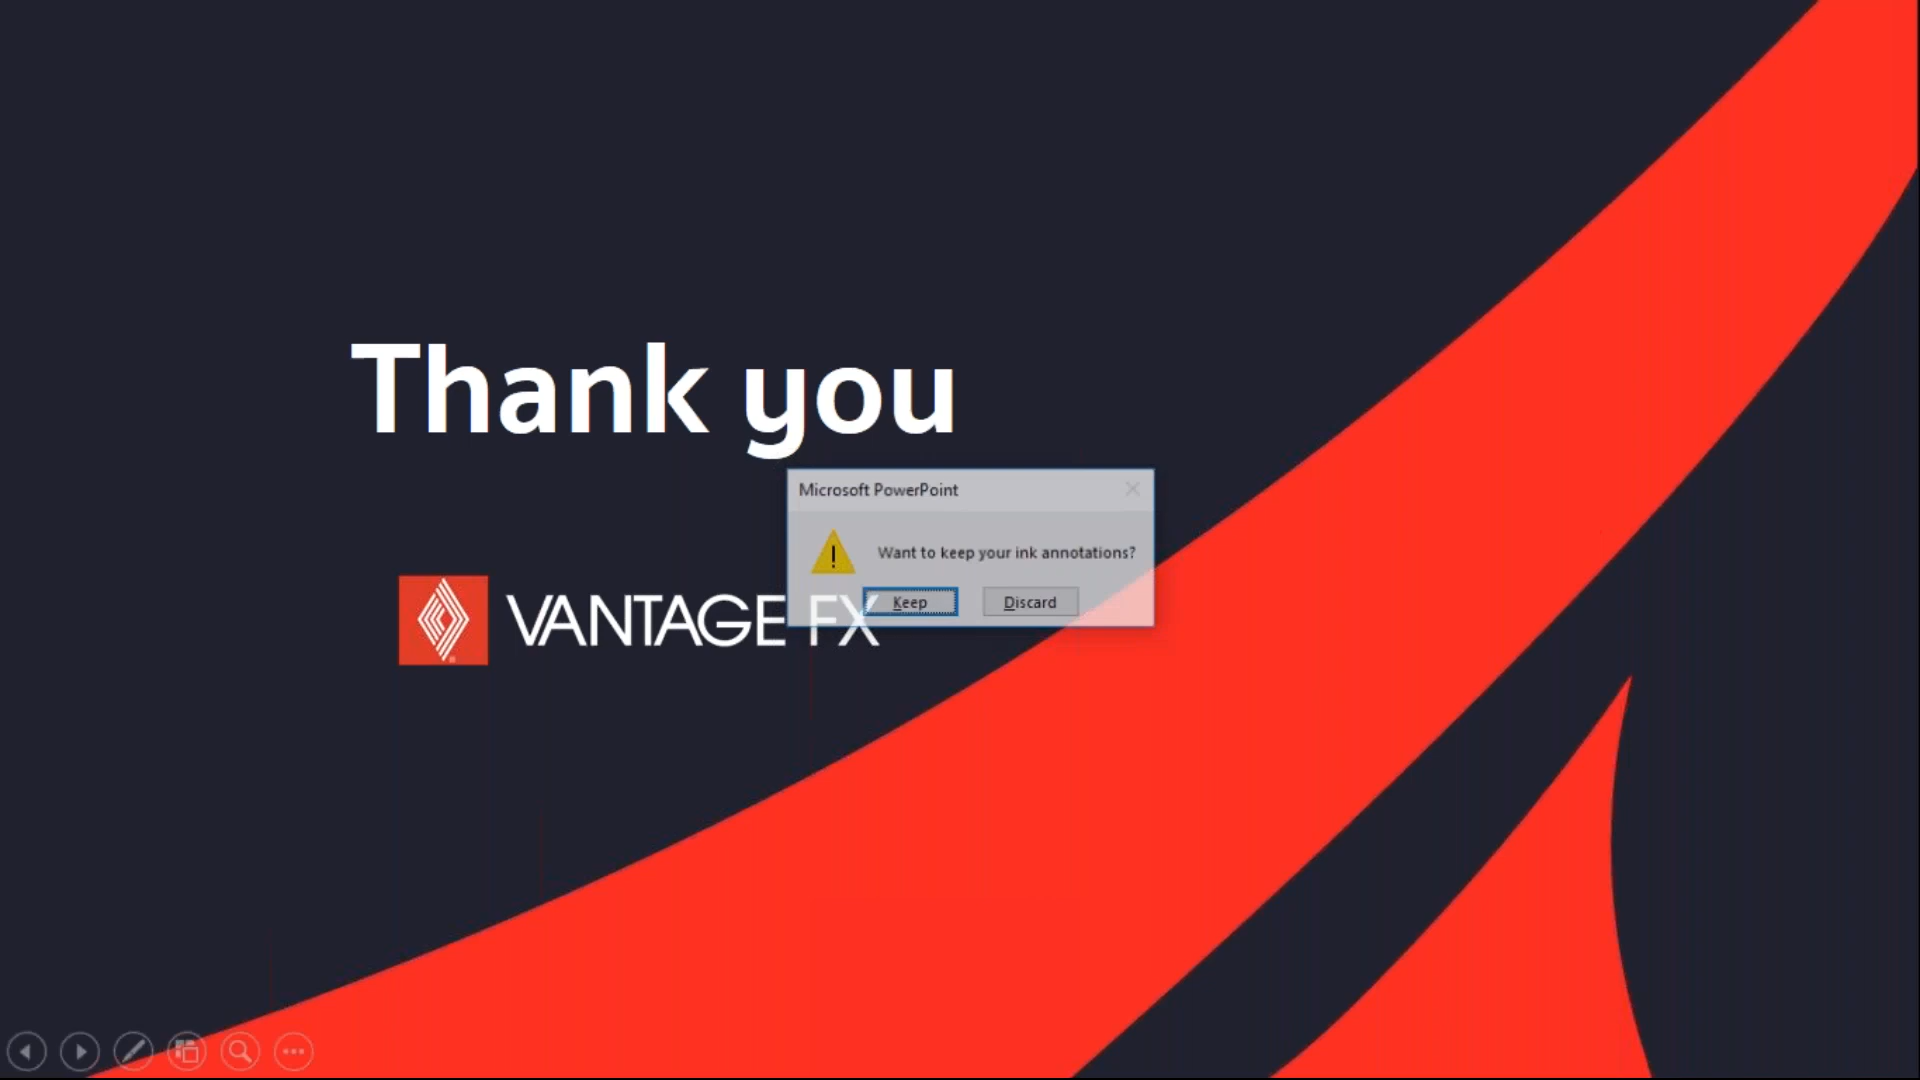 Thank you
Microsoft PowerPoint
Want to keep your ink annotations?
Keep
Discard
VANTAGE FX